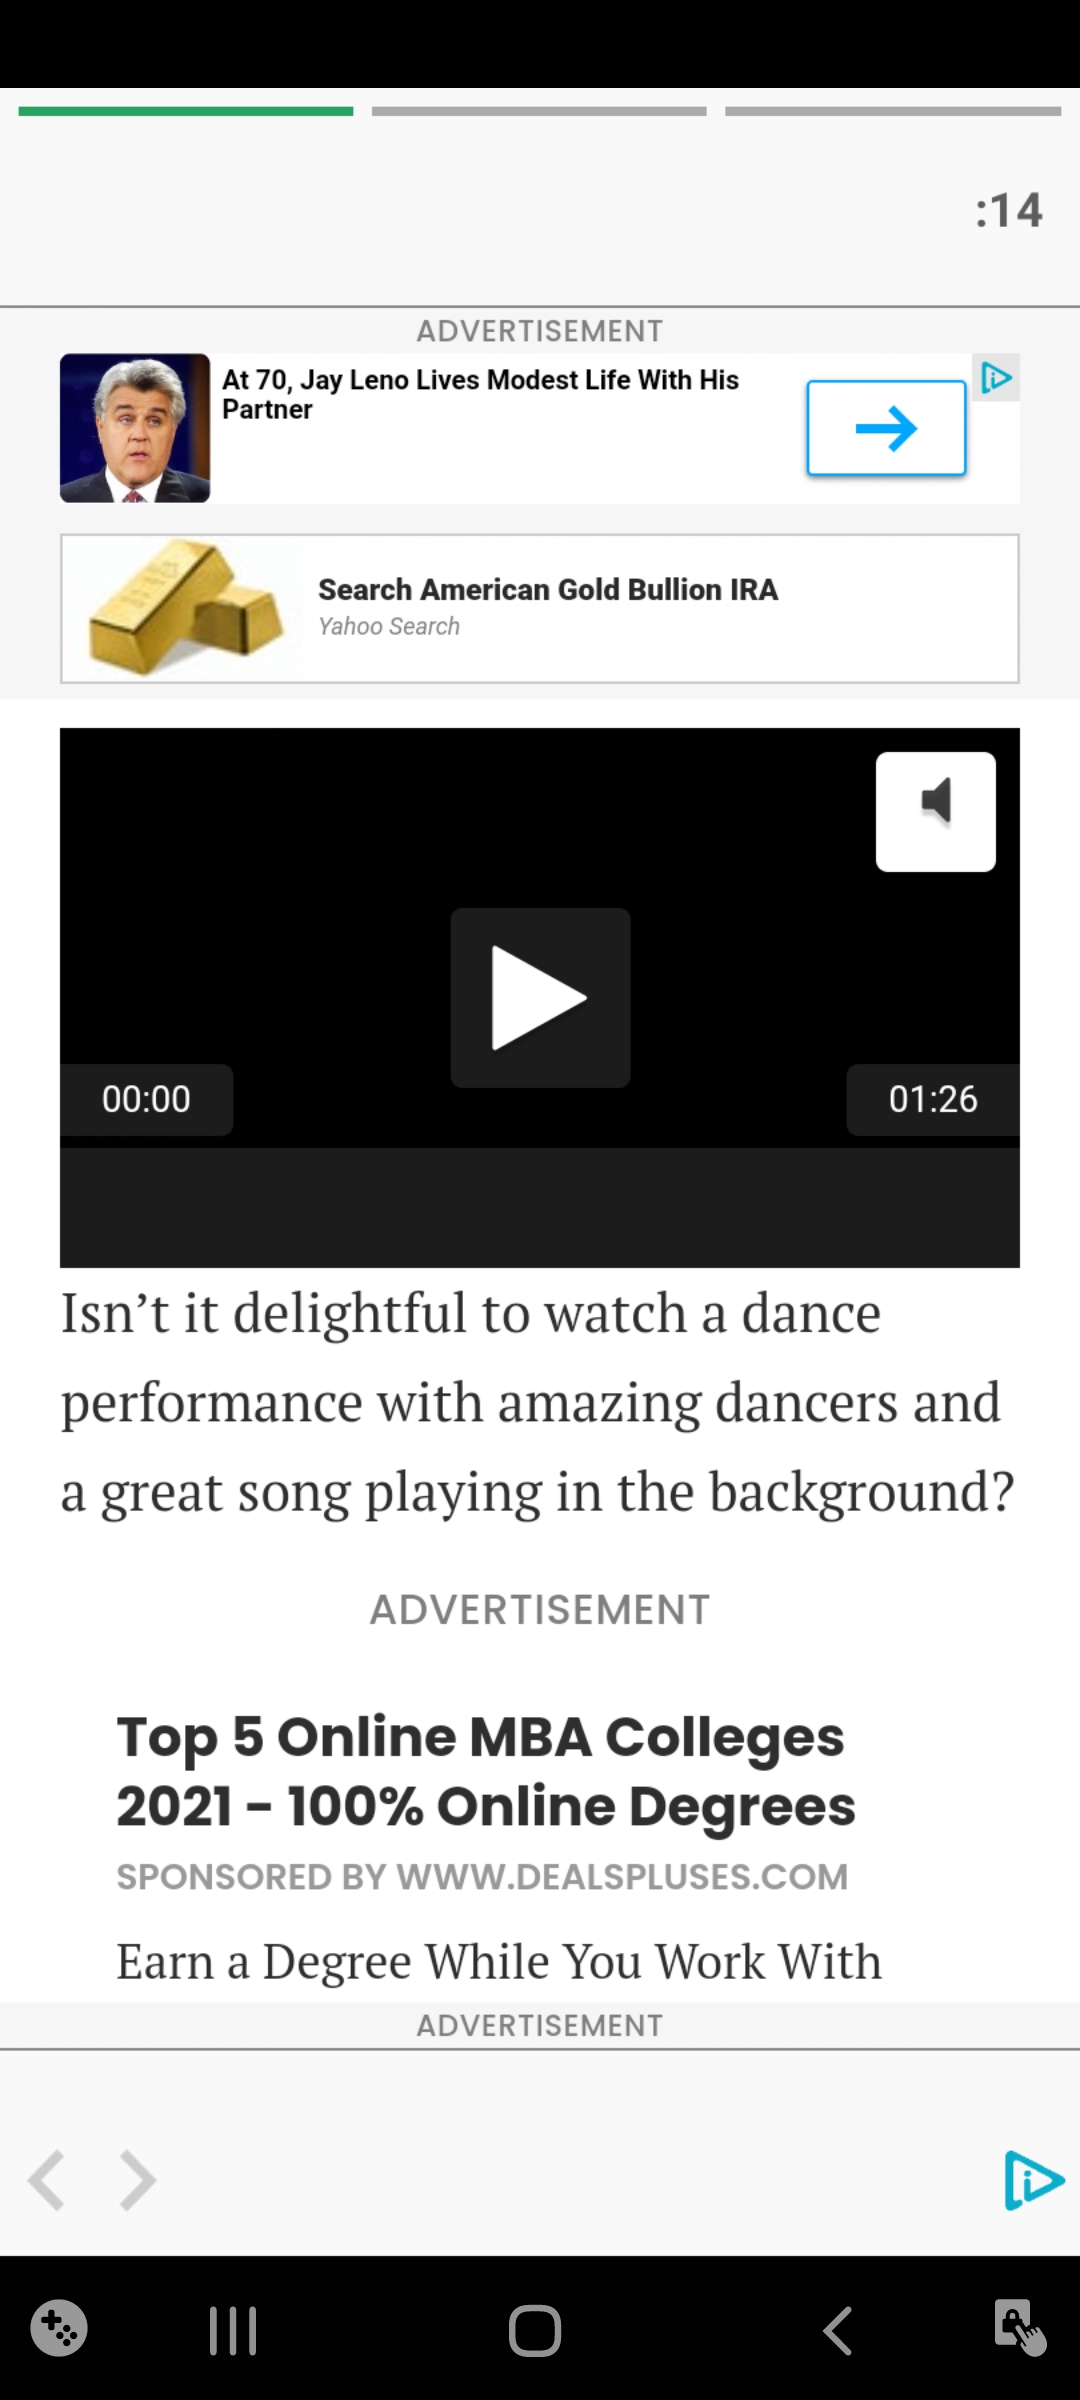 :14
ADVERTISEMENT
At 70, Jay Leno Lives Modest Life With His
Partner
Search American Gold Bullion IRA
Yahoo Search
00:00
01:26
Isn’t it delightful to watch a dance
performance with amazing dancers and
a great song playing in the background?
ADVERTISEMENT
Top 5 Online MBA Colleges
2021 – 100% Online Degrees
SPONSORED BY WWW.DEALSPLUSES.COM
Earn a Degree While You Work With
ADVERTISEMENT